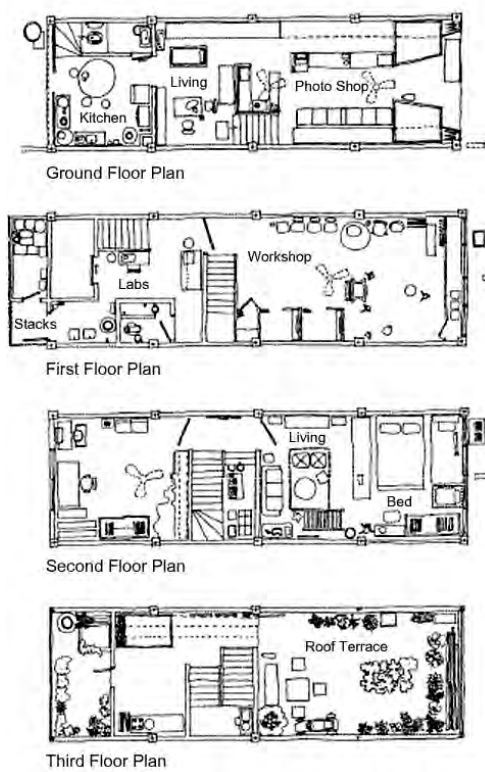 Living
Photo Shop
Kitchen
Ground Floor Plan
Workshop
Labs
Stacks
First Floor Plan
Living
Bed
Second Floor Plan
Roof Terrace
Third Floor Plan